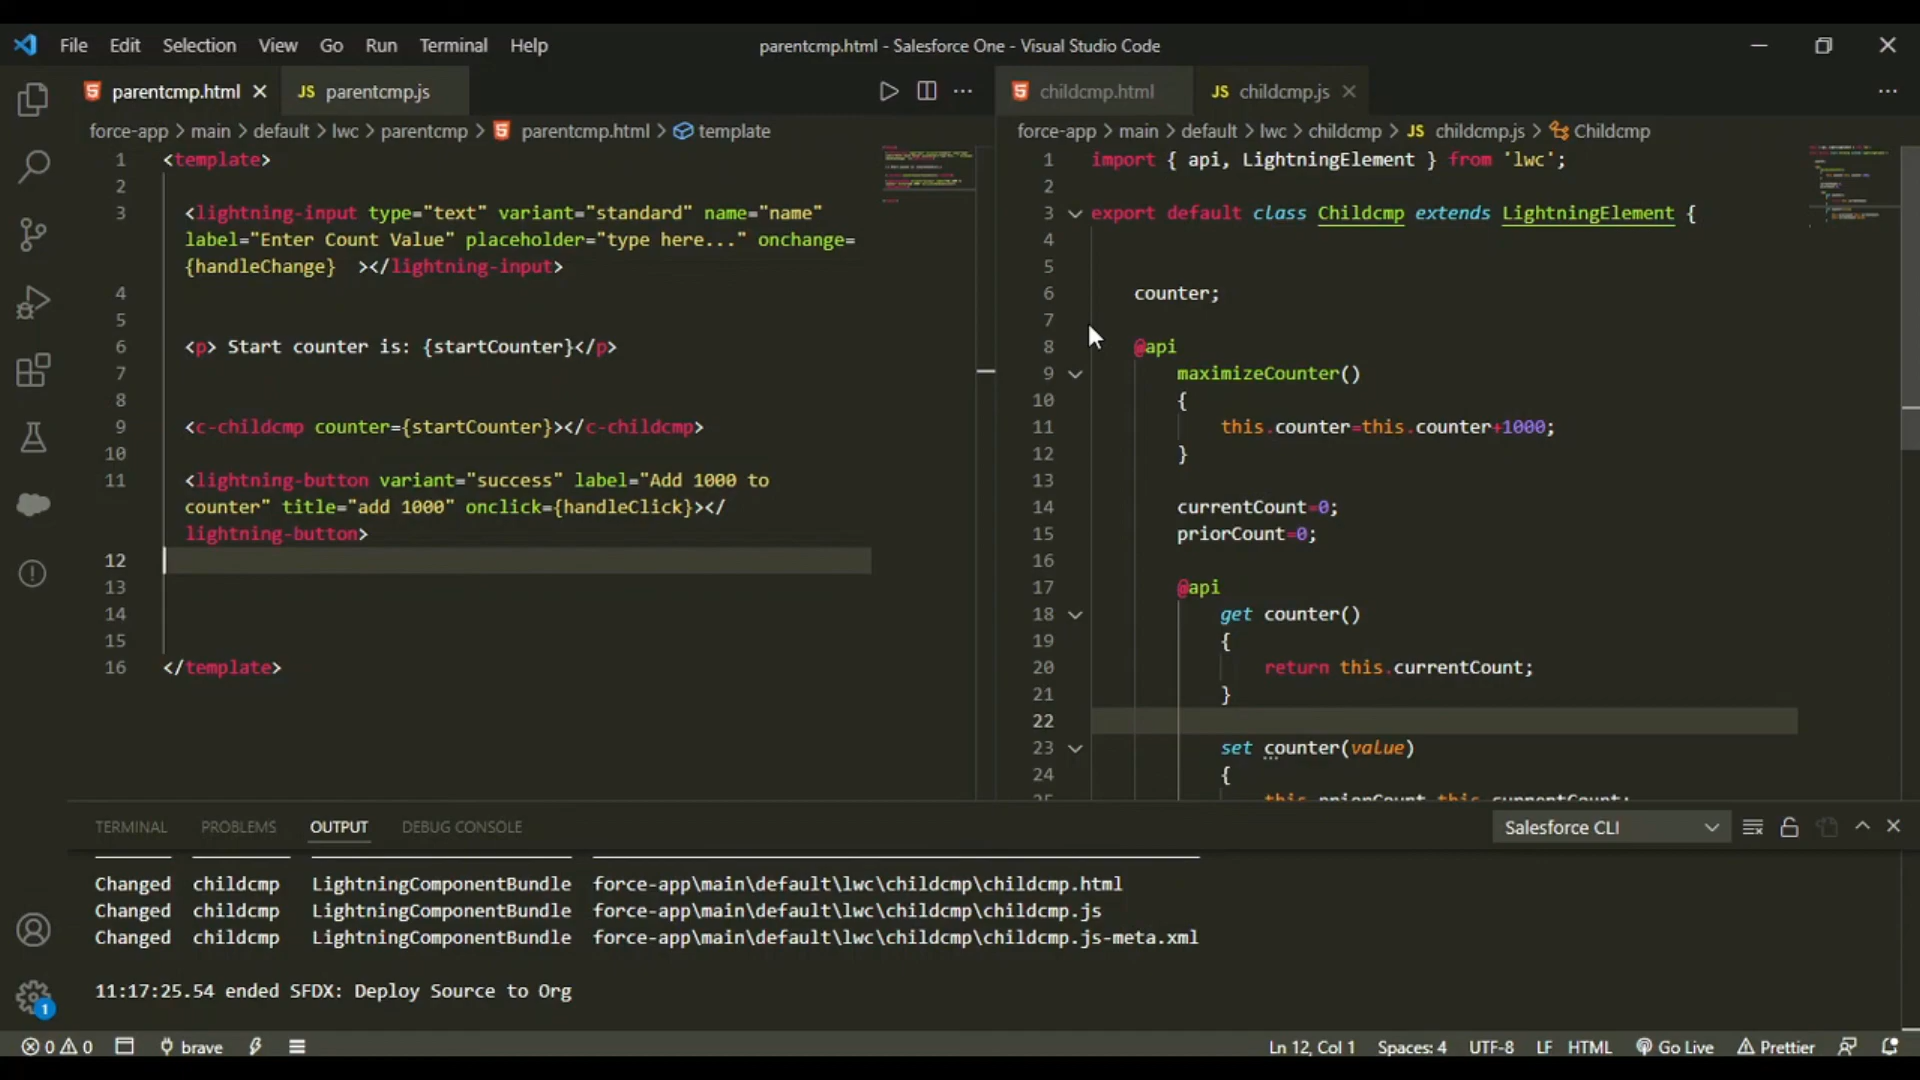 File Edit Selection View Go Run Terminal Help
parentcmp.html - Salesforce One - Visual Studio Code
parentcmp.html
JS parentcmp.js
force-app > main > default > lwc > parentcmp > parentcmp.html > template
1 <template>
2
3 <lightning-input type="text" variant="standard" name="name"
label="Enter Count Value" placeholder="type here..." onchange=
{handleChange} ></lightning-input>
4
5
6 <p> Start counter is: {startCounter}</p>
7
8
9 <c-childcmp counter={startCounter}></c-childcmp>
10
11 <lightning-button variant="success" label="Add 1000 to
counter" title="add 1000" onclick={handleClick}></
lightning-button>
12
13
14
15
16 </template>
childcmp.html
JS childcmp.js
force-app > main > default > lwc > childcmp > JS childcmp.js > Childcmp
1 import { api, LightningElement } from 'lwc';
2
3 export default class Childcmp extends LightningElement {
4
5
6 counter;
7
8 @api
9 maximizeCounter()
10 {
11 this.counter=this.counter+1000;
12 }
13
14 currentCount=0;
15 priorCount=0;
16
17 @api
18 get counter()
19 {
20 return this.currentCount;
21 }
22
23 set counter(value)
24 {
25
TERMINAL PROBLEMS OUTPUT DEBUG CONSOLE
Salesforce CLI
Changed childcmp LightningComponentBundle force-app\main\default\lwc\childcmp\childcmp.html
Changed childcmp LightningComponentBundle force-app\main\default\lwc\childcmp\childcmp.js
Changed childcmp LightningComponentBundle force-app\main\default\lwc\childcmp\childcmp.js-meta.xml
11:17:25.54 ended SFDX: Deploy Source to Org
1
0 0 brave
Ln 12, Col 1 Spaces: 4 UTF-8 LF HTML Go Live Prettier